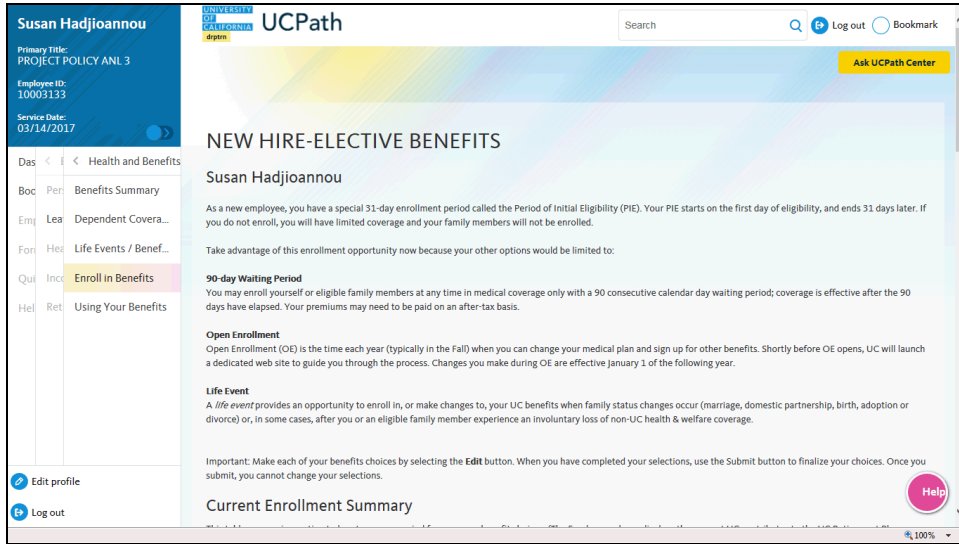 Susan Hadjioannou
Primary Title:
PROJECT POLICY ANL 3
Employee ID:
10003133
Service Date:
03/14/2017
UNIVERSITY
OF
CALIFORNIA
drptrn
UCPath
Search
Log out
Bookmark
Ask UCPath Center
Das
Boo
Emp
For
Qui
Hel
Per
Lea
Hea
Inco
Ret
Health and Benefits
Benefits Summary
Dependent Covera...
Life Events / Benef...
Enroll in Benefits
Using Your Benefits
Edit profile
Log out
NEW HIRE-ELECTIVE BENEFITS
Susan Hadjioannou
As a new employee, you have a special 31-day enrollment period called the Period of Initial Eligibility (PIE). Your PIE starts on the first day of eligibility, and ends 31 days later. If
you do not enroll, you will have limited coverage and your family members will not be enrolled.
Take advantage of this enrollment opportunity now because your other options would be limited to:
90-day Waiting Period
You may enroll yourself or eligible family members at any time in medical coverage only with a 90 consecutive calendar day waiting period; coverage is effective after the 90
days have elapsed. Your premiums may need to be paid on an after-tax basis.
Open Enrollment
Open Enrollment (OE) is the time each year (typically in the Fall) when you can change your medical plan and sign up for other benefits. Shortly before OE opens, UC will launch
a dedicated web site to guide you through the process. Changes you make during OE are effective January 1 of the following year.
Life Event
A life event provides an opportunity to enroll in, or make changes to, your UC benefits when family status changes occur (marriage, domestic partnership, birth, adoption or
divorce) or, in some cases, after you or an eligible family member experience an involuntary loss of non-UC health & welfare coverage.
Important: Make each of your benefits choices by selecting the Edit button. When you have completed your selections, use the Submit button to finalize your choices. Once you
submit, you cannot change your selections.
Current Enrollment Summary
Help
100%